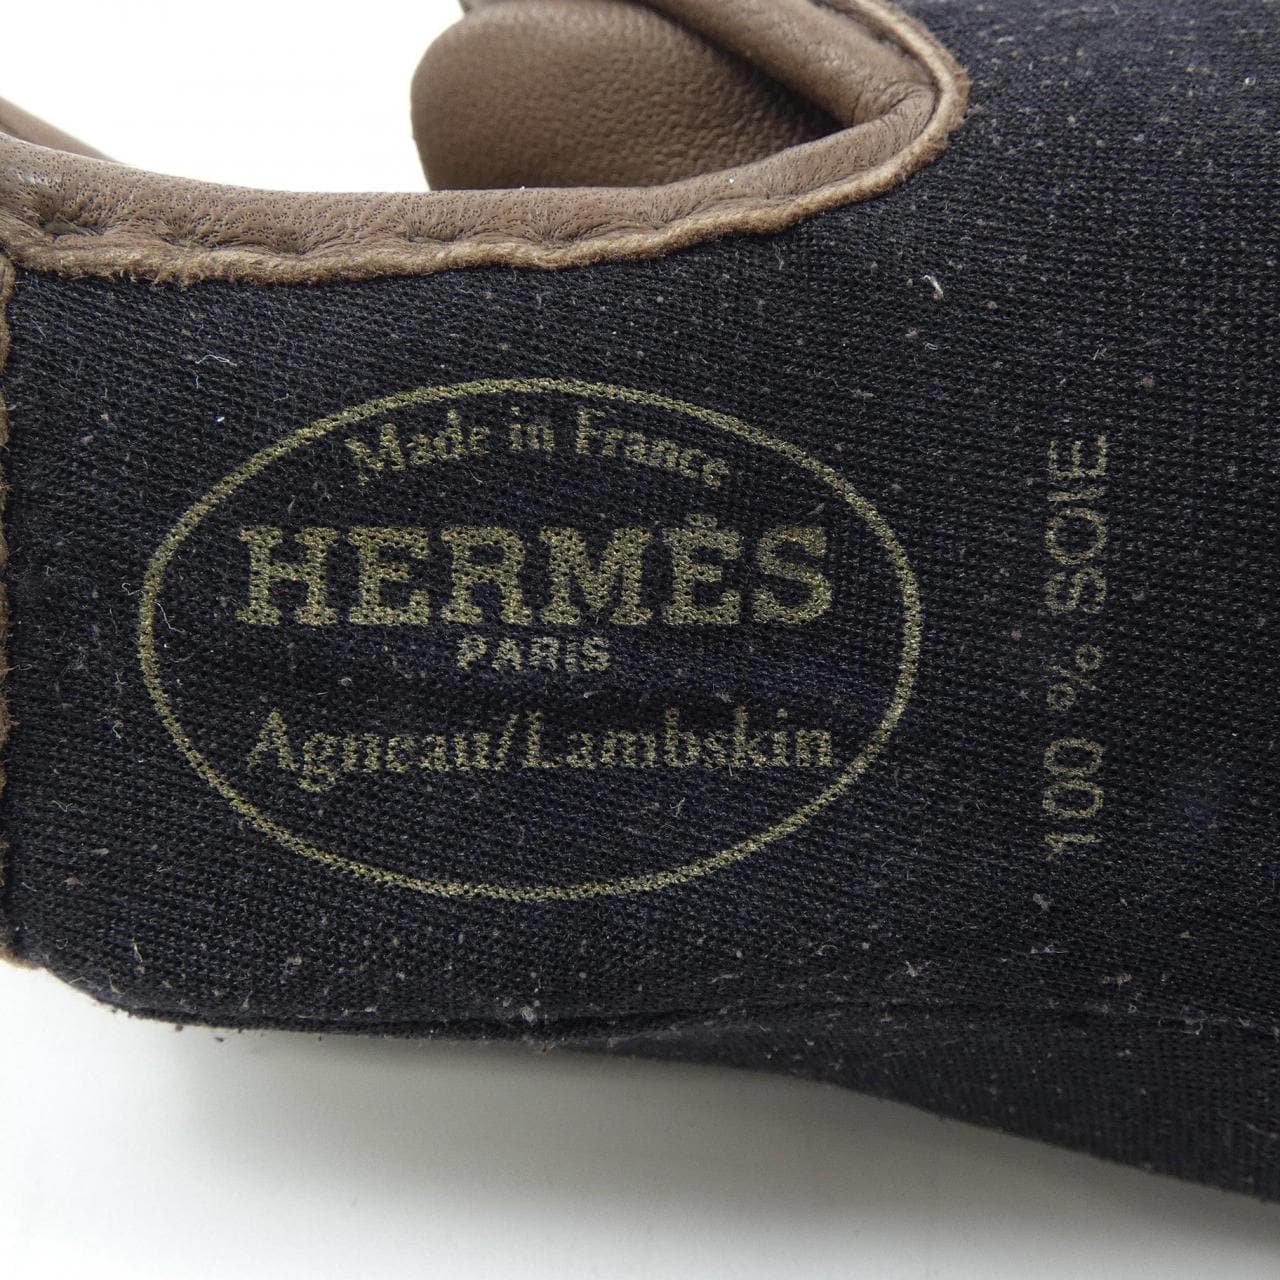 Made in France
HERMÈS
PARIS
Agneau/Lambskin
100 % SOIE